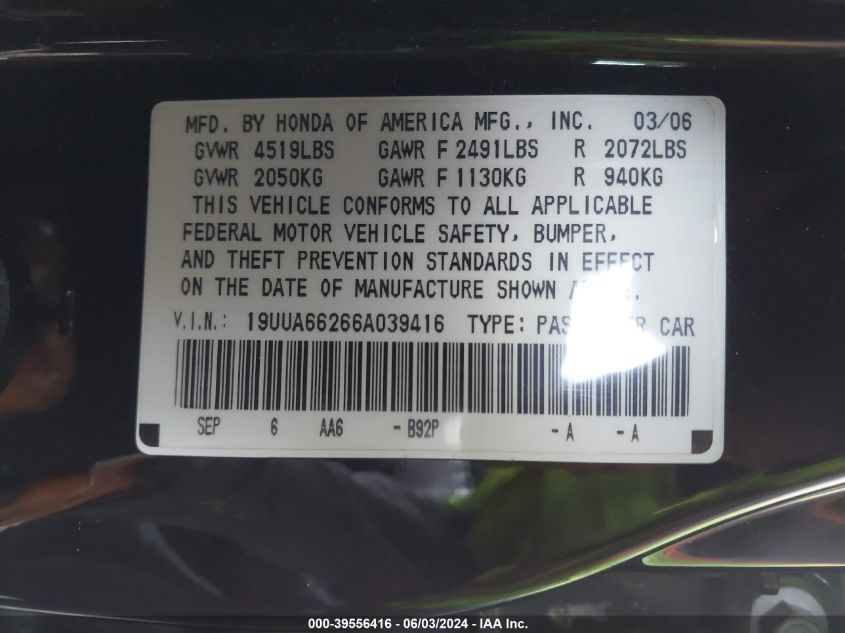 MFD. BY HONDA OF AMERICA MFG., INC. 03/06
GVWR 4519LBS GAWR F 2491LBS R 2072LBS
GVWR 2050KG GAWR F 1130KG R 940KG
THIS VEHICLE CONFORMS TO ALL APPLICABLE
FEDERAL MOTOR VEHICLE SAFETY, BUMPER,
AND THEFT PREVENTION STANDARDS IN EFFECT
ON THE DATE OF MANUFACTURE SHOWN
V.I.N.: 19UUA66266A039416 TYPE: CAR
SEP 6 AA6 - B92P - A - A
000-39556416 - 06/03/2024 - IAA Inc.